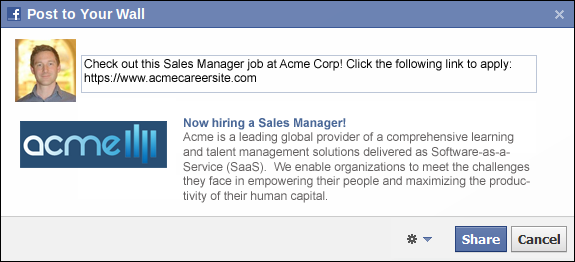 Post to Your Wall
Check out this Sales Manager job at Acme Corp! Click the following link to apply:
https://www.acmecareersite.com
acme
Now hiring a Sales Manager!
Acme is a leading global provider of a comprehensive learning
and talent management solutions delivered as Software-as-a-
Service (SaaS).  We enable organizations to meet the challenges
they face in empowering their people and maximizing the produc-
tivity of their human capital.
Share Cancel